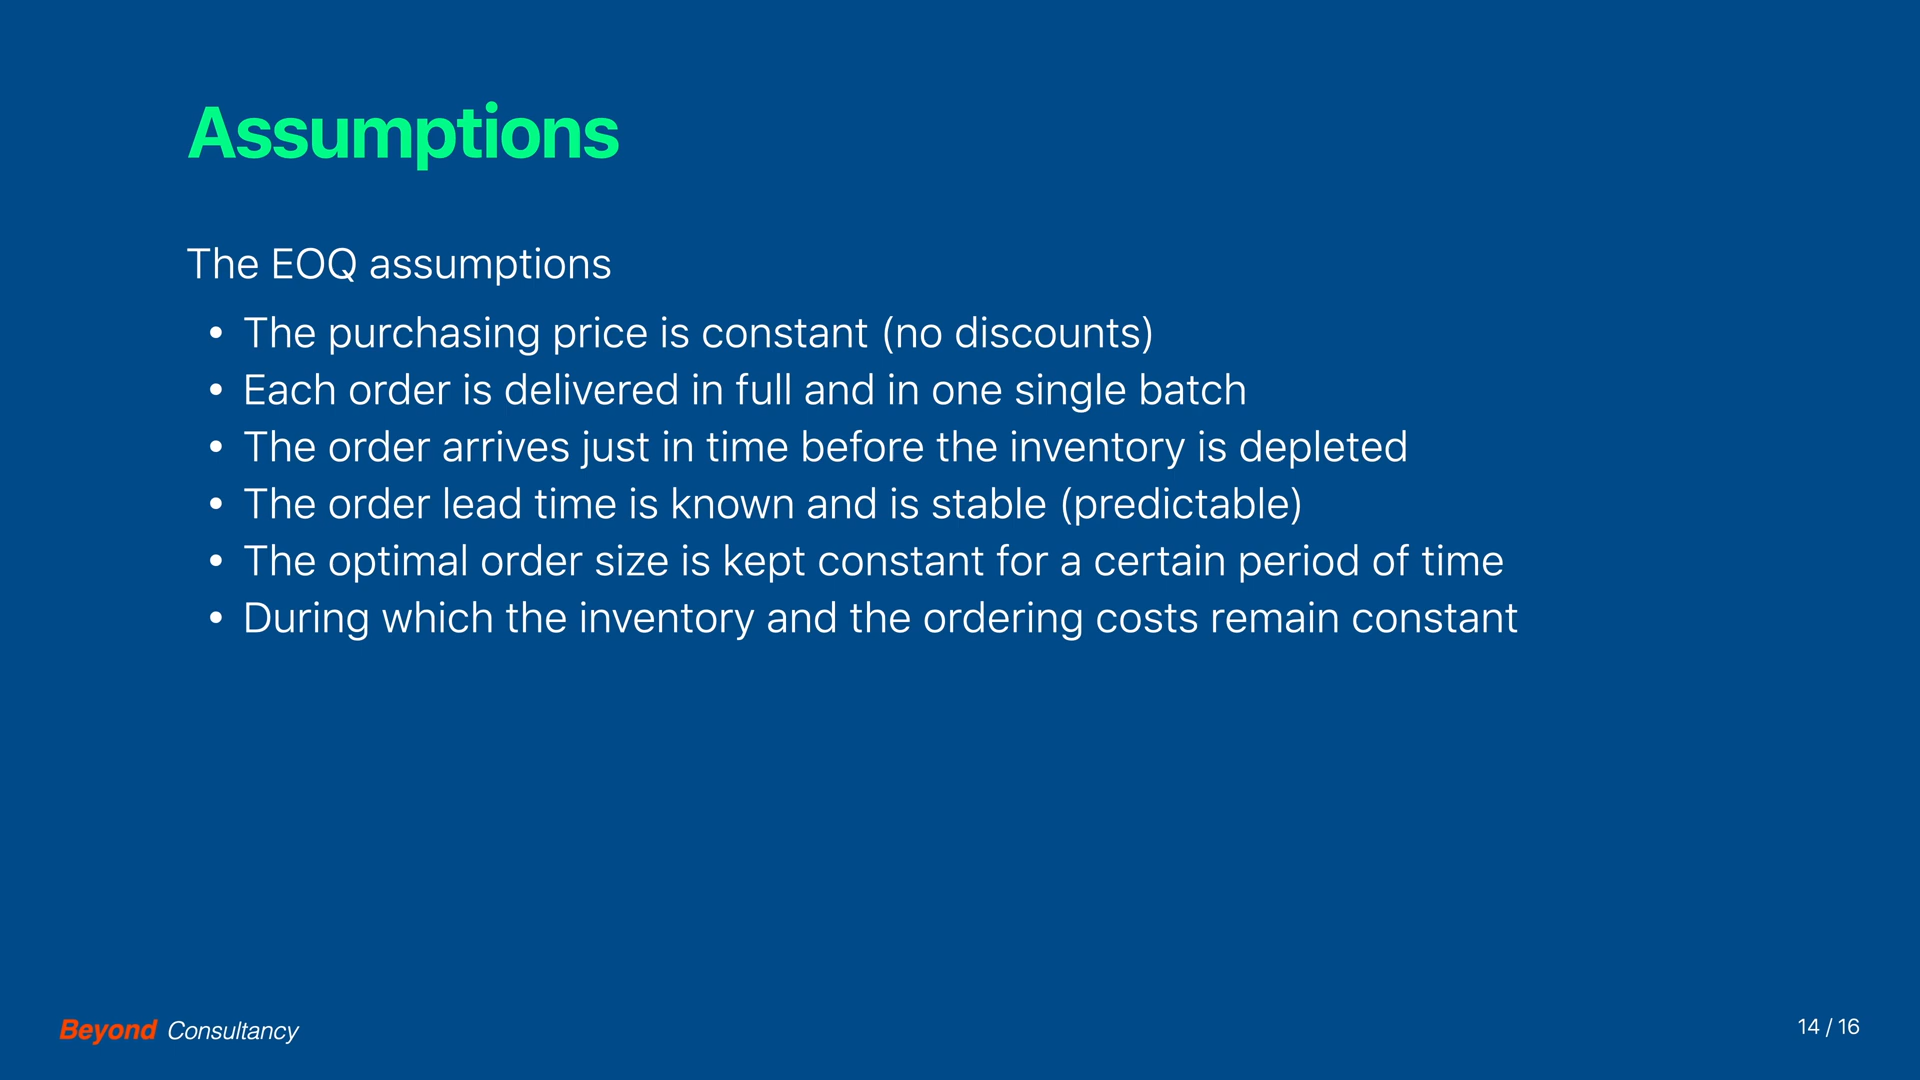 Assumptions
The EOQ assumptions
• The purchasing price is constant (no discounts)
• Each order is delivered in full and in one single batch
• The order arrives just in time before the inventory is depleted
• The order lead time is known and is stable (predictable)
• The optimal order size is kept constant for a certain period of time
• During which the inventory and the ordering costs remain constant
Beyond Consultancy
14 / 16